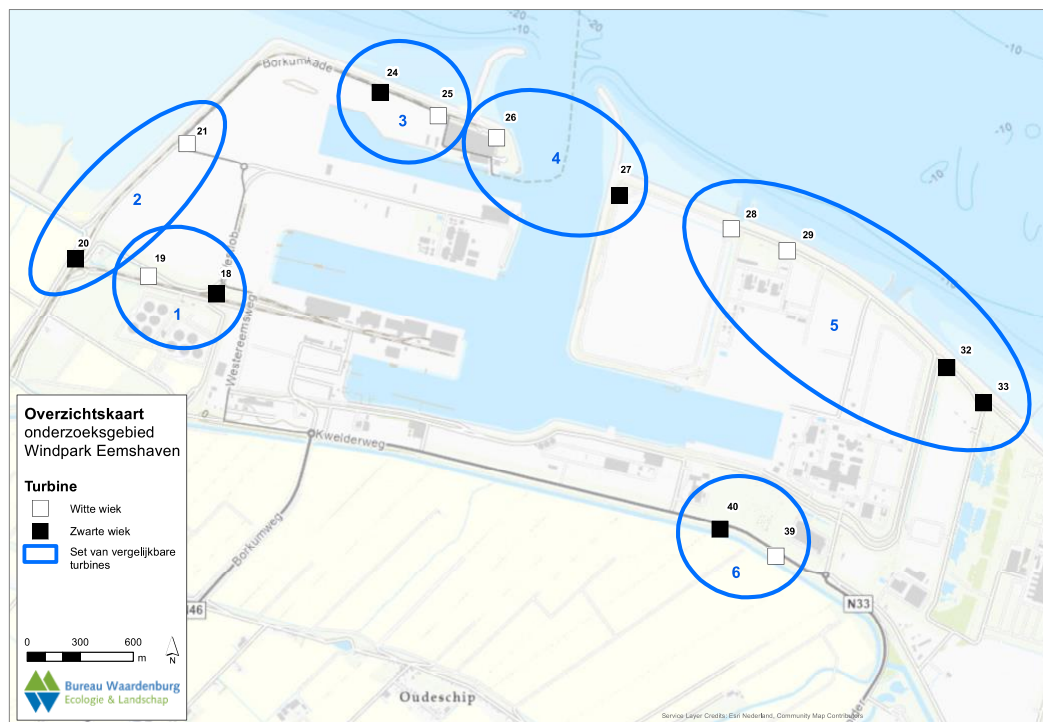 -10
-20
-20
-10
-10
-10
Borkumkade
24
25
3
26
4
27
21
2
20
19
18
1
28
29
5
32
33
Westereemsweg
Kwelderweg
Borkumweg
40
39
6
N33
N46
Oudeschip
Overzichtskaart
onderzoeksgebied
Windpark Eemshaven
Turbine
Witte wiek
Zwarte wiek
Set van vergelijkbare
turbines
0 300 600
m
N
Bureau Waardenburg
Ecologie & Landschap
Service Layer Credits: Esri Nederland, Community Map Contributors